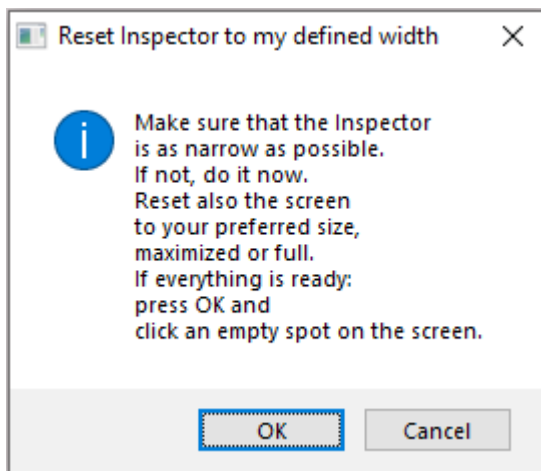 Reset Inspector to my defined width
Make sure that the Inspector
is as narrow as possible.
If not, do it now.
Reset also the screen
to your preferred size,
maximized or full.
If everything is ready:
press OK and
click an empty spot on the screen.
OK
Cancel